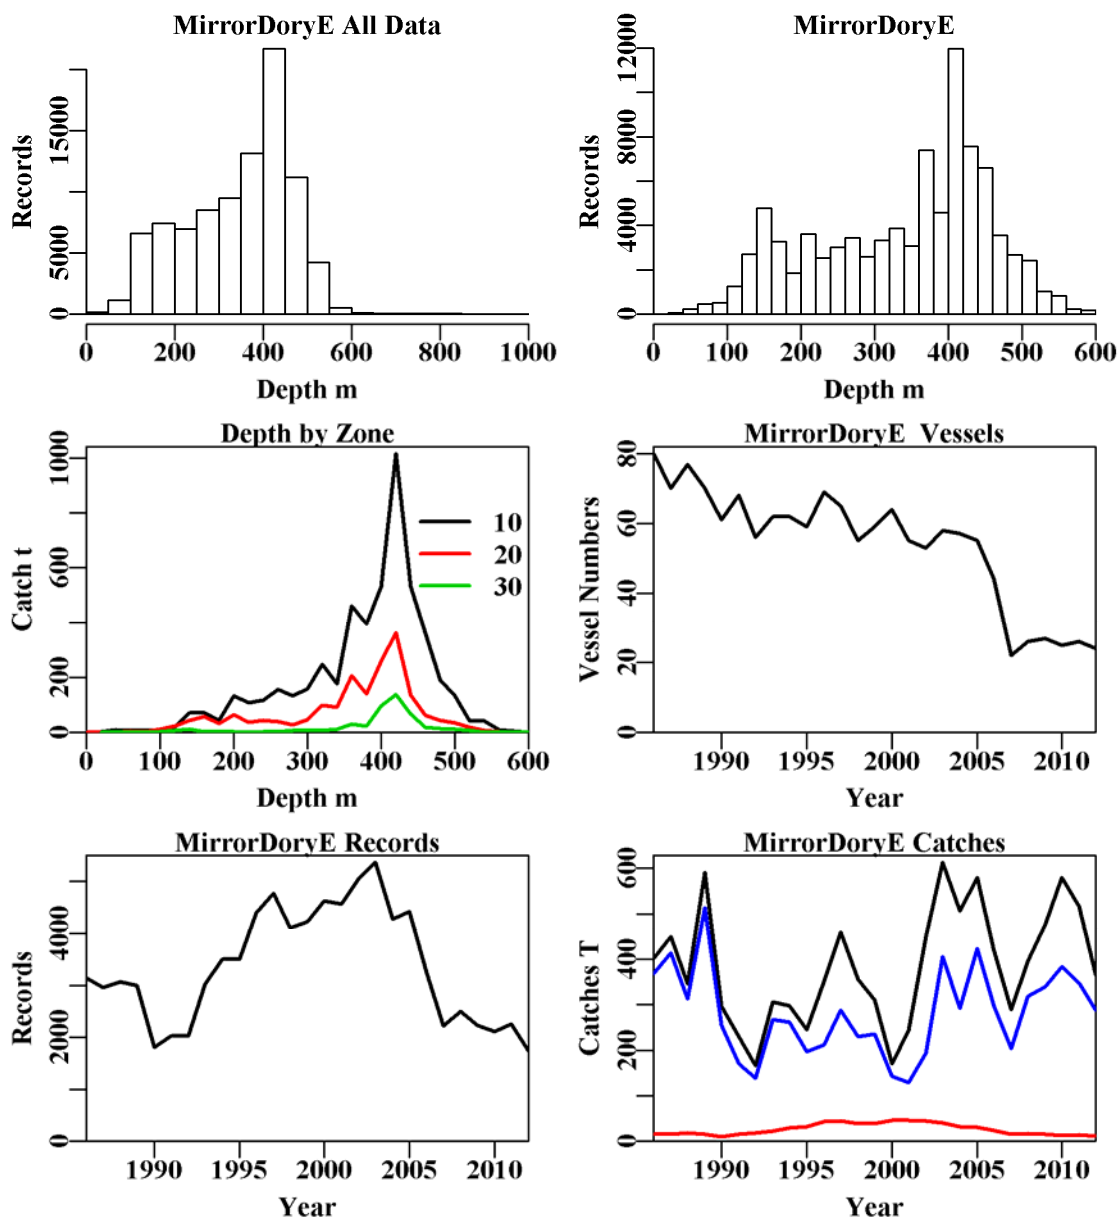 MirrorDoryE All Data
Records
5000 15000
0
0 200 400 600 800 1000
Depth m
MirrorDoryE
Records
0 4000 8000 12000
0 100 200 300 400 500 600
Depth m
Depth by Zone
Catch t
0 200 600 1000
10
20
30
0 100 200 300 400 500 600
Depth m
MirrorDoryE Vessels
Vessel Numbers
0 20 40 60 80
1990 1995 2000 2005 2010
Year
MirrorDoryE Records
Records
0 2000 4000
1990 1995 2000 2005 2010
Year
MirrorDoryE Catches
Catches T
0 200 400 600
1990 1995 2000 2005 2010
Year